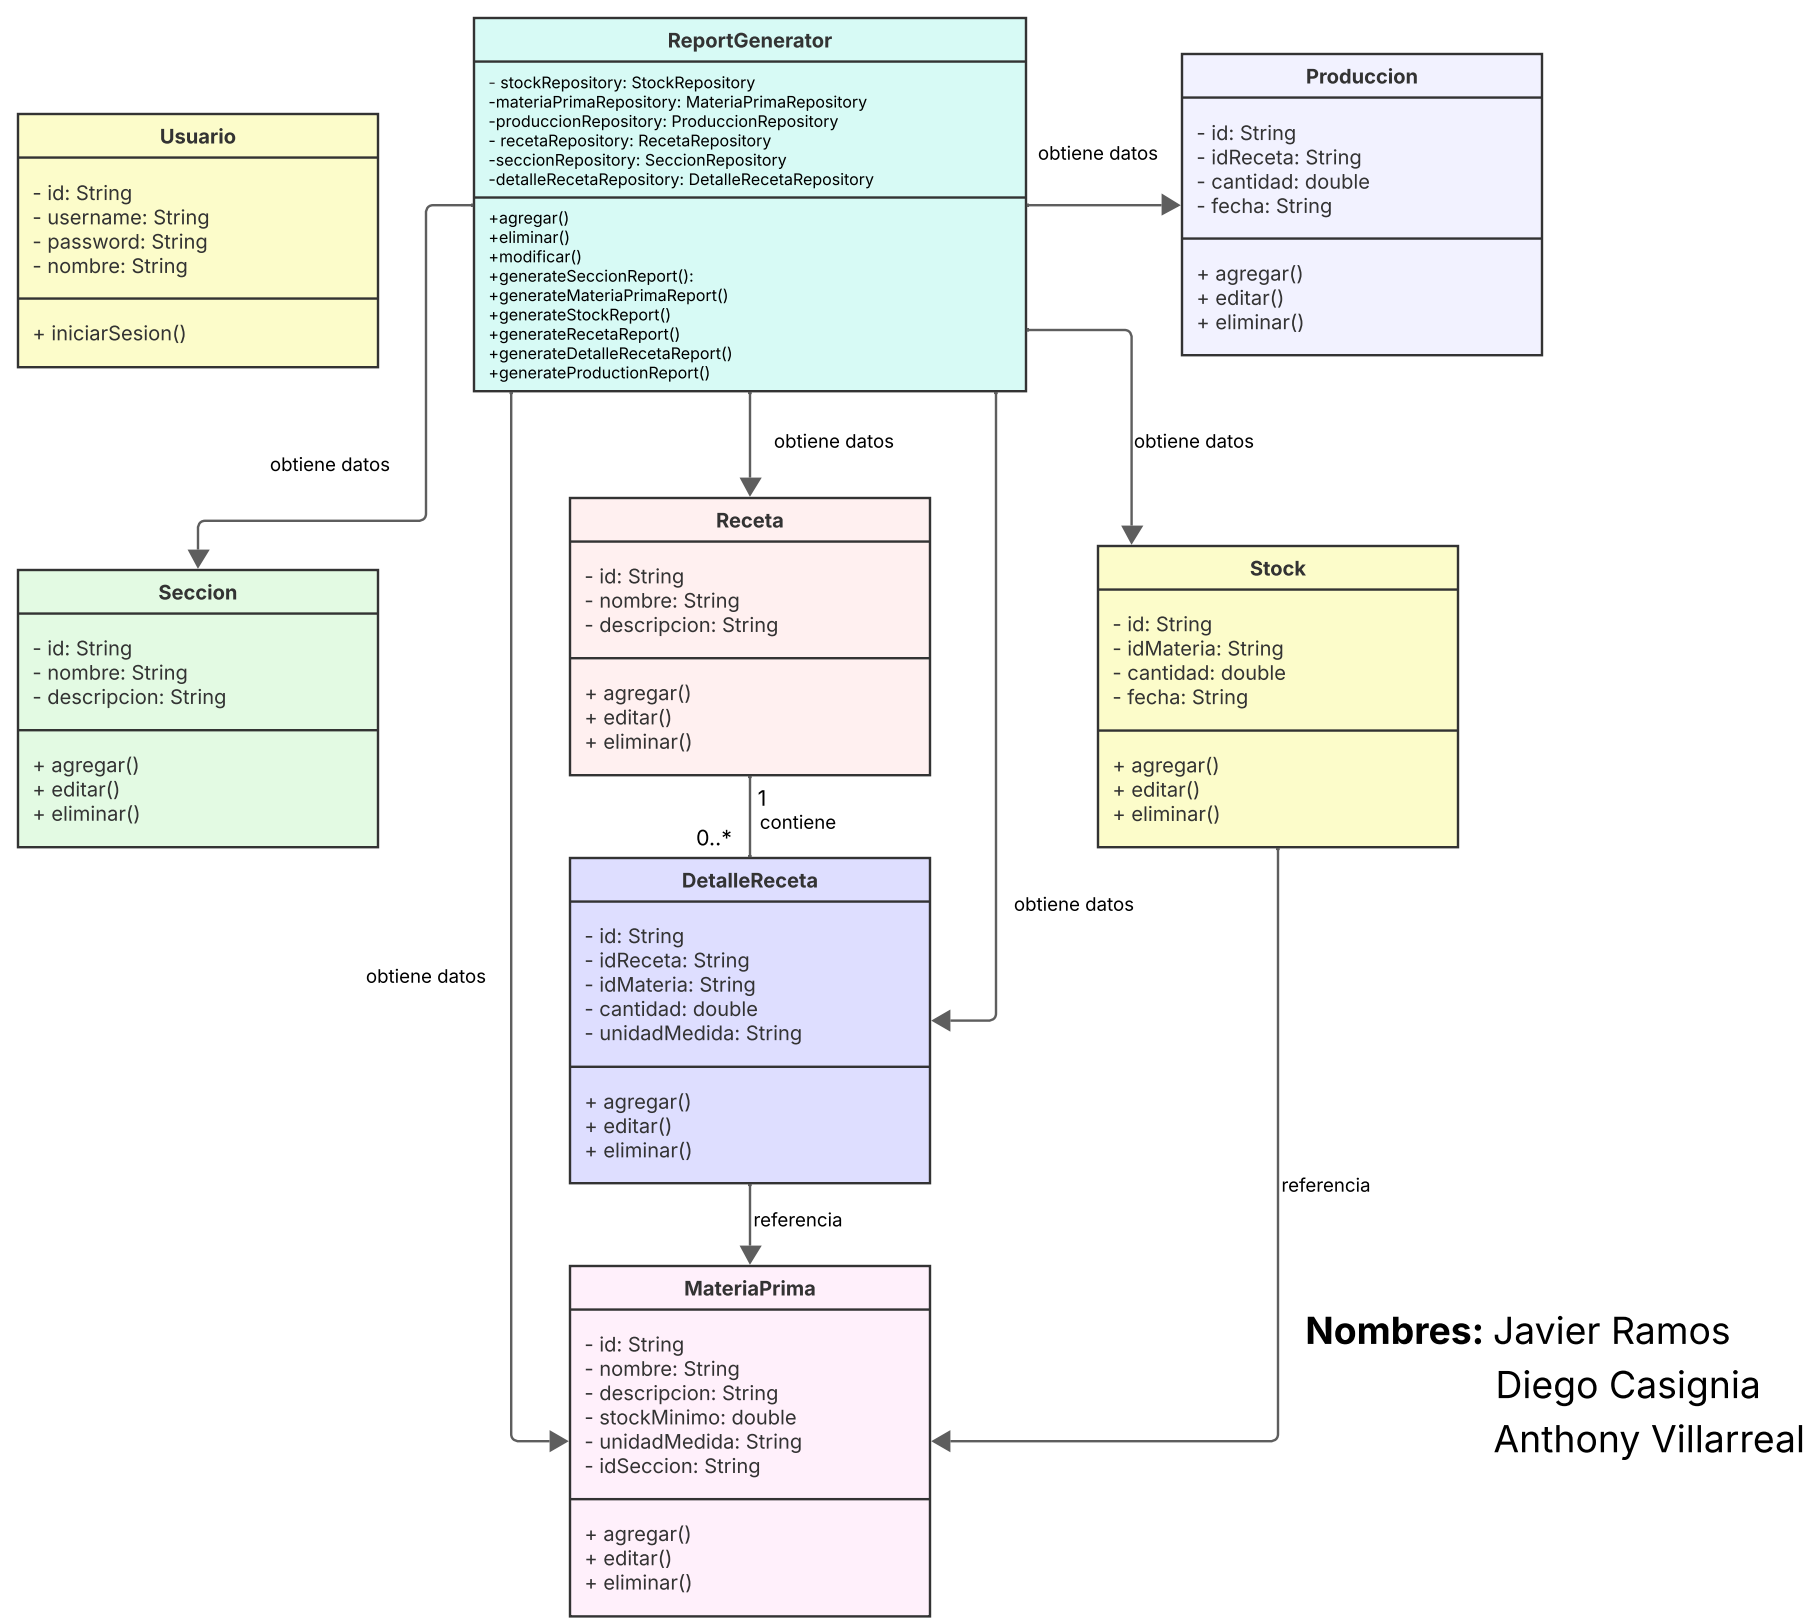 ReportGenerator
- stockRepository: StockRepository
-materiaPrimaRepository: MateriaPrimaRepository
-produccionRepository: ProduccionRepository
- recetaRepository: RecetaRepository
-seccionRepository: SeccionRepository
-detalleRecetaRepository: DetalleRecetaRepository
+agregar()
+eliminar()
+modificar()
+generateSeccionReport():
+generateMateriaPrimaReport()
+generateStockReport()
+generateRecetaReport()
+generateDetalleRecetaReport()
+generateProductionReport()
Produccion
- id: String
- idReceta: String
- cantidad: double
- fecha: String
+ agregar()
+ editar()
+ eliminar()
obtiene datos
Usuario
- id: String
- username: String
- password: String
- nombre: String
+ iniciarSesion()
obtiene datos
obtiene datos
obtiene datos
Receta
- id: String
- nombre: String
- descripcion: String
+ agregar()
+ editar()
+ eliminar()
Stock
- id: String
- idMateria: String
- cantidad: double
- fecha: String
+ agregar()
+ editar()
+ eliminar()
Seccion
- id: String
- nombre: String
- descripcion: String
+ agregar()
+ editar()
+ eliminar()
1
contiene
0..*
DetalleReceta
- id: String
- idReceta: String
- idMateria: String
- cantidad: double
- unidadMedida: String
+ agregar()
+ editar()
+ eliminar()
obtiene datos
obtiene datos
referencia
referencia
MateriaPrima
- id: String
- nombre: String
- descripcion: String
- stockMinimo: double
- unidadMedida: String
- idSeccion: String
+ agregar()
+ editar()
+ eliminar()
Nombres: Javier Ramos
Diego Casignia
Anthony Villarreal